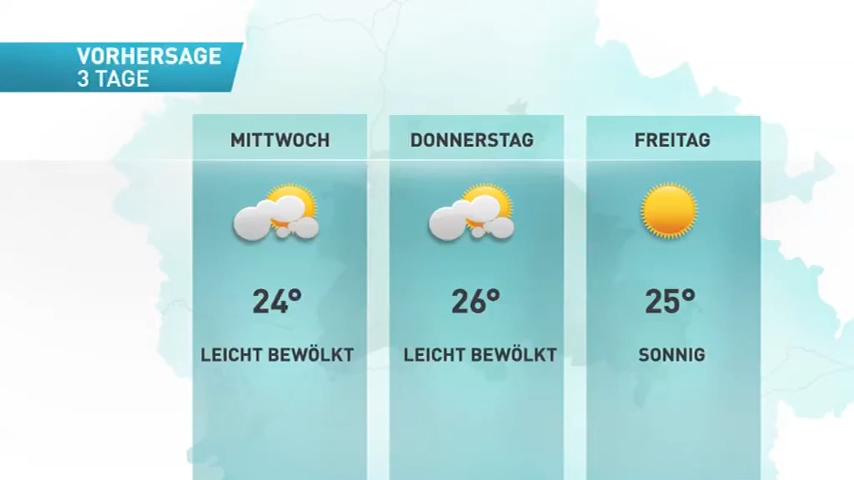 VORHERSAGE
3 TAGE
MITTWOCH
24°
LEICHT BEWÖLKT
DONNERSTAG
26°
LEICHT BEWÖLKT
FREITAG
25°
SONNIG